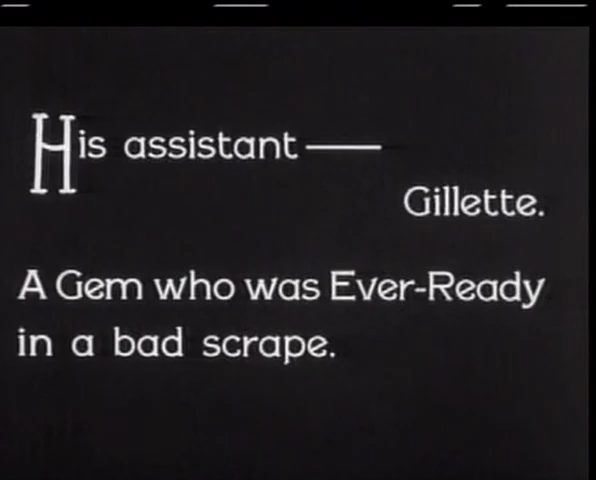 His assistant——
Gillette.
A Gem who was Ever-Ready
in a bad scrape.